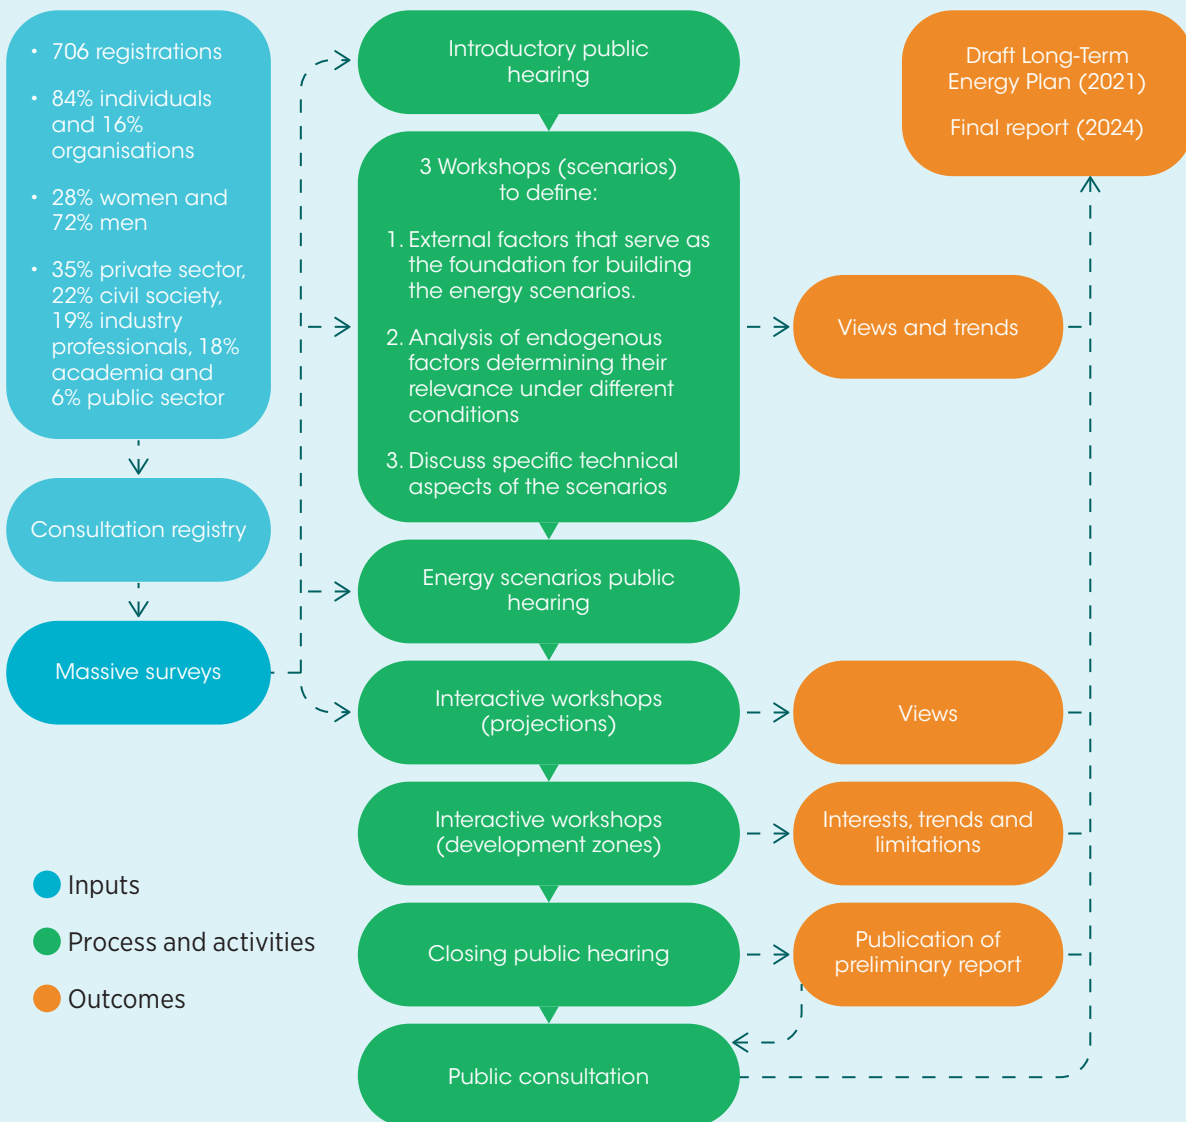 • 706 registrations
• 84% individuals
and 16%
organisations
• 28% women and
72% men
• 35% private sector,
22% civil society,
19% industry
professionals, 18%
academia and
6% public sector
Consultation registry
Massive surveys
Introductory public
hearing
3 Workshops (scenarios)
to define:
1. External factors that serve as
the foundation for building
the energy scenarios.
2. Analysis of endogenous
factors determining their
relevance under different
conditions
3. Discuss specific technical
aspects of the scenarios
Energy scenarios public
hearing
Interactive workshops
(projections)
Interactive workshops
(development zones)
Closing public hearing
Public consultation
Draft Long-Term
Energy Plan (2021)
Final report (2024)
Views and trends
Views
Interests, trends and
limitations
Publication of
preliminary report
Inputs
Process and activities
Outcomes